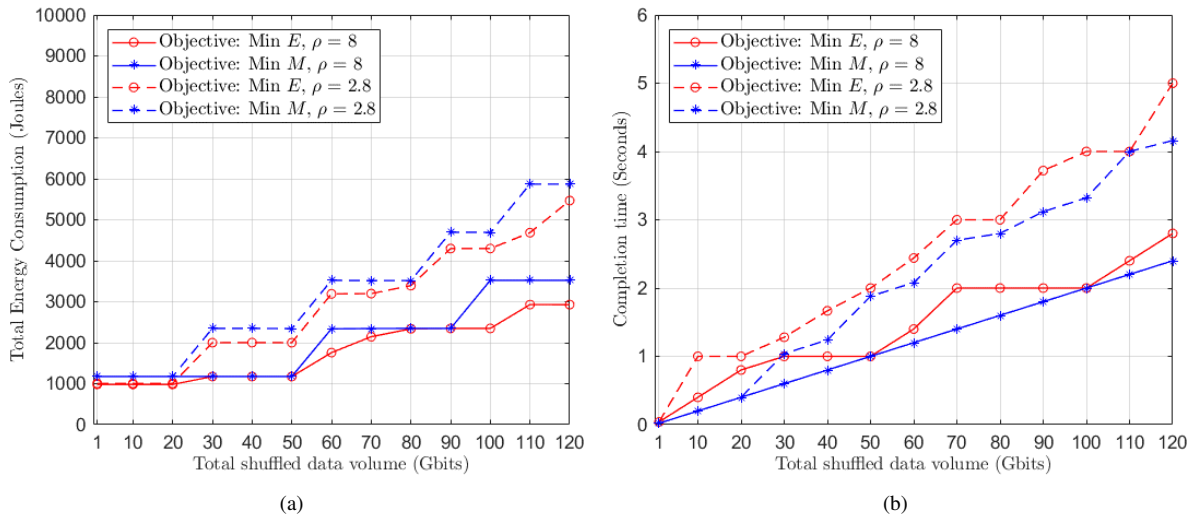 10000
9000
8000
7000
6000
5000
4000
3000
2000
1000
0
Total Energy Consumption (Joules)
Objective: Min E, ρ = 8
Objective: Min M, ρ = 8
Objective: Min E, ρ = 2.8
Objective: Min M, ρ = 2.8
1 10 20 30 40 50 60 70 80 90 100 110 120
Total shuffled data volume (Gbits)
(a)
6
5
4
3
2
1
0
Completion time (Seconds)
Objective: Min E, ρ = 8
Objective: Min M, ρ = 8
Objective: Min E, ρ = 2.8
Objective: Min M, ρ = 2.8
1 10 20 30 40 50 60 70 80 90 100 110 120
Total shuffled data volume (Gbits)
(b)